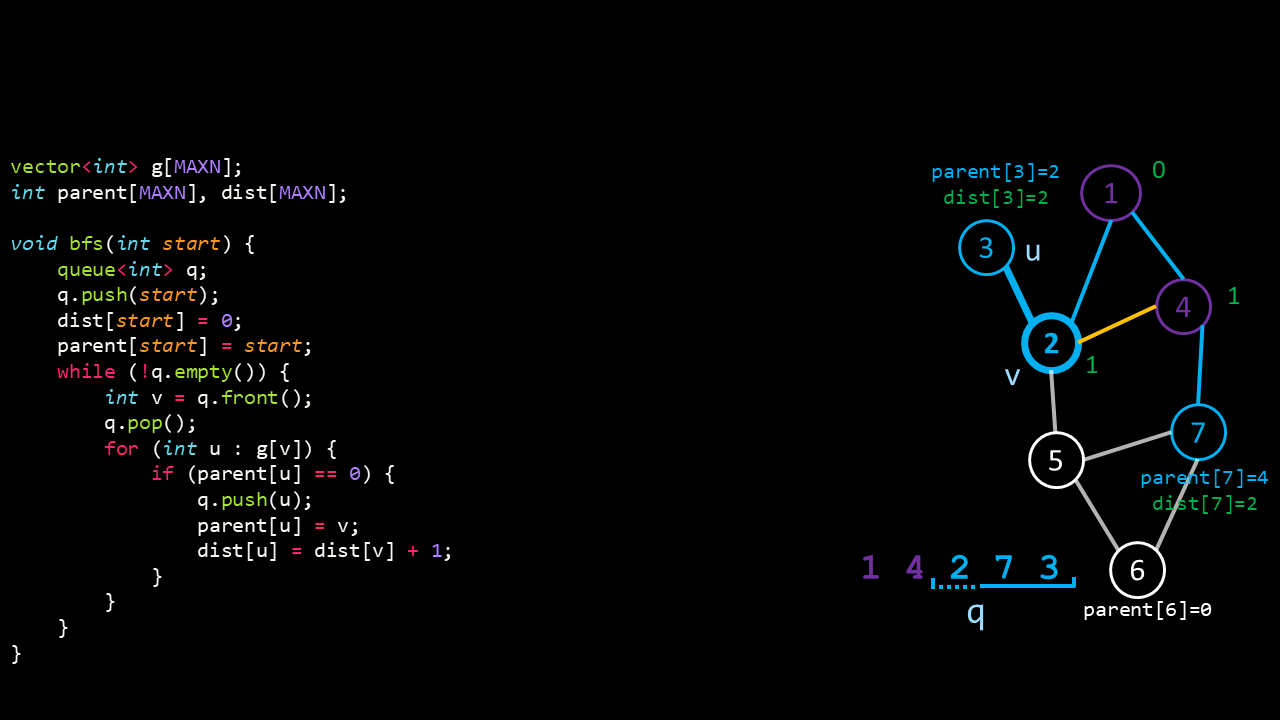 vector<int> g[MAXN];
int parent[MAXN], dist[MAXN];
void bfs(int start) {
    queue<int> q;
    q.push(start);
    dist[start] = 0;
    parent[start] = start;
    while (!q.empty()) {
        int v = q.front();
        q.pop();
        for (int u : g[v]) {
            if (parent[u] == 0) {
                q.push(u);
                parent[u] = v;
                dist[u] = dist[v] + 1;
            }
        }
    }
}
parent[3]=2
dist[3]=2
1
0
3
u
4
1
2
v
1
7
5
parent[7]=4
dist[7]=2
1 4 2 7 3
q
6
parent[6]=0